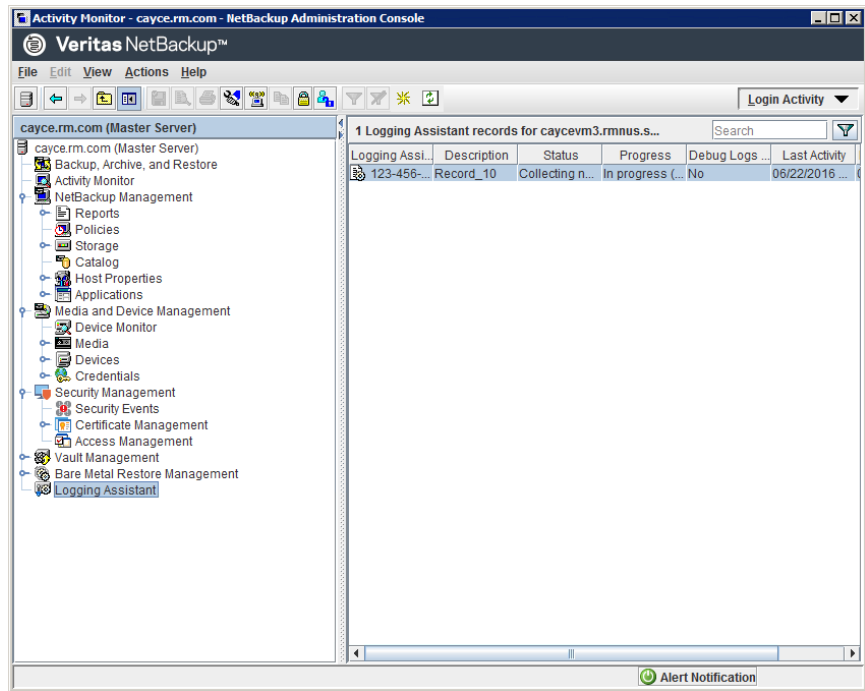 Activity Monitor - cayce.rm.com - NetBackup Administration Console
Veritas NetBackup™
File Edit View Actions Help
Login Activity
cayce.rm.com (Master Server)
cayce.rm.com (Master Server)
Backup, Archive, and Restore
Activity Monitor
NetBackup Management
Reports
Policies
Storage
Catalog
Host Properties
Applications
Media and Device Management
Device Monitor
Media
Devices
Credentials
Security Management
Security Events
Certificate Management
Access Management
Vault Management
Bare Metal Restore Management
Logging Assistant
1 Logging Assistant records for caycevm3.rmnus.s...
Search
Logging Assi... Description Status Progress Debug Logs ... Last Activity
123-456-... Record_10 Collecting n... In progress (... No 06/22/2016 ...
Alert Notification